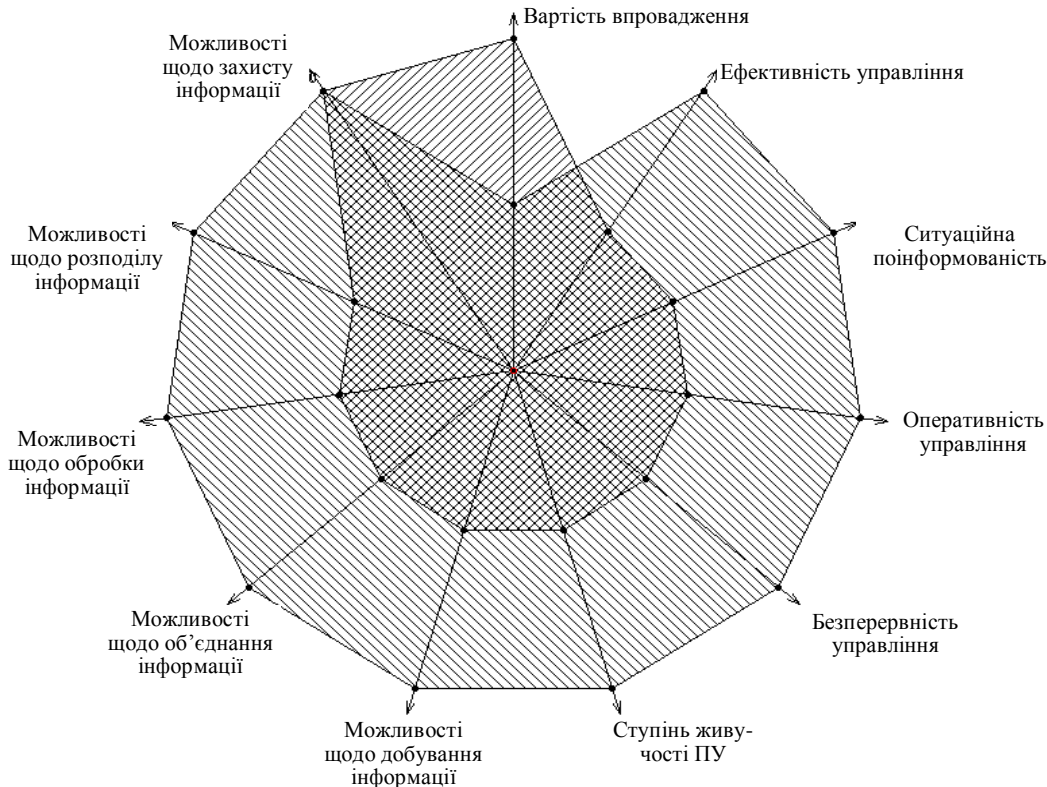 Вартість впровадження
Ефективність управління
Ситуаційна
поінформованість
Оперативність
управління
Безперервність
управління
Ступінь живу-
чості ПУ
Можливості
щодо добування
інформації
Можливості
щодо об’єднання
інформації
Можливості
щодо обробки
інформації
Можливості
щодо розподілу
інформації
Можливості
щодо захисту
інформації